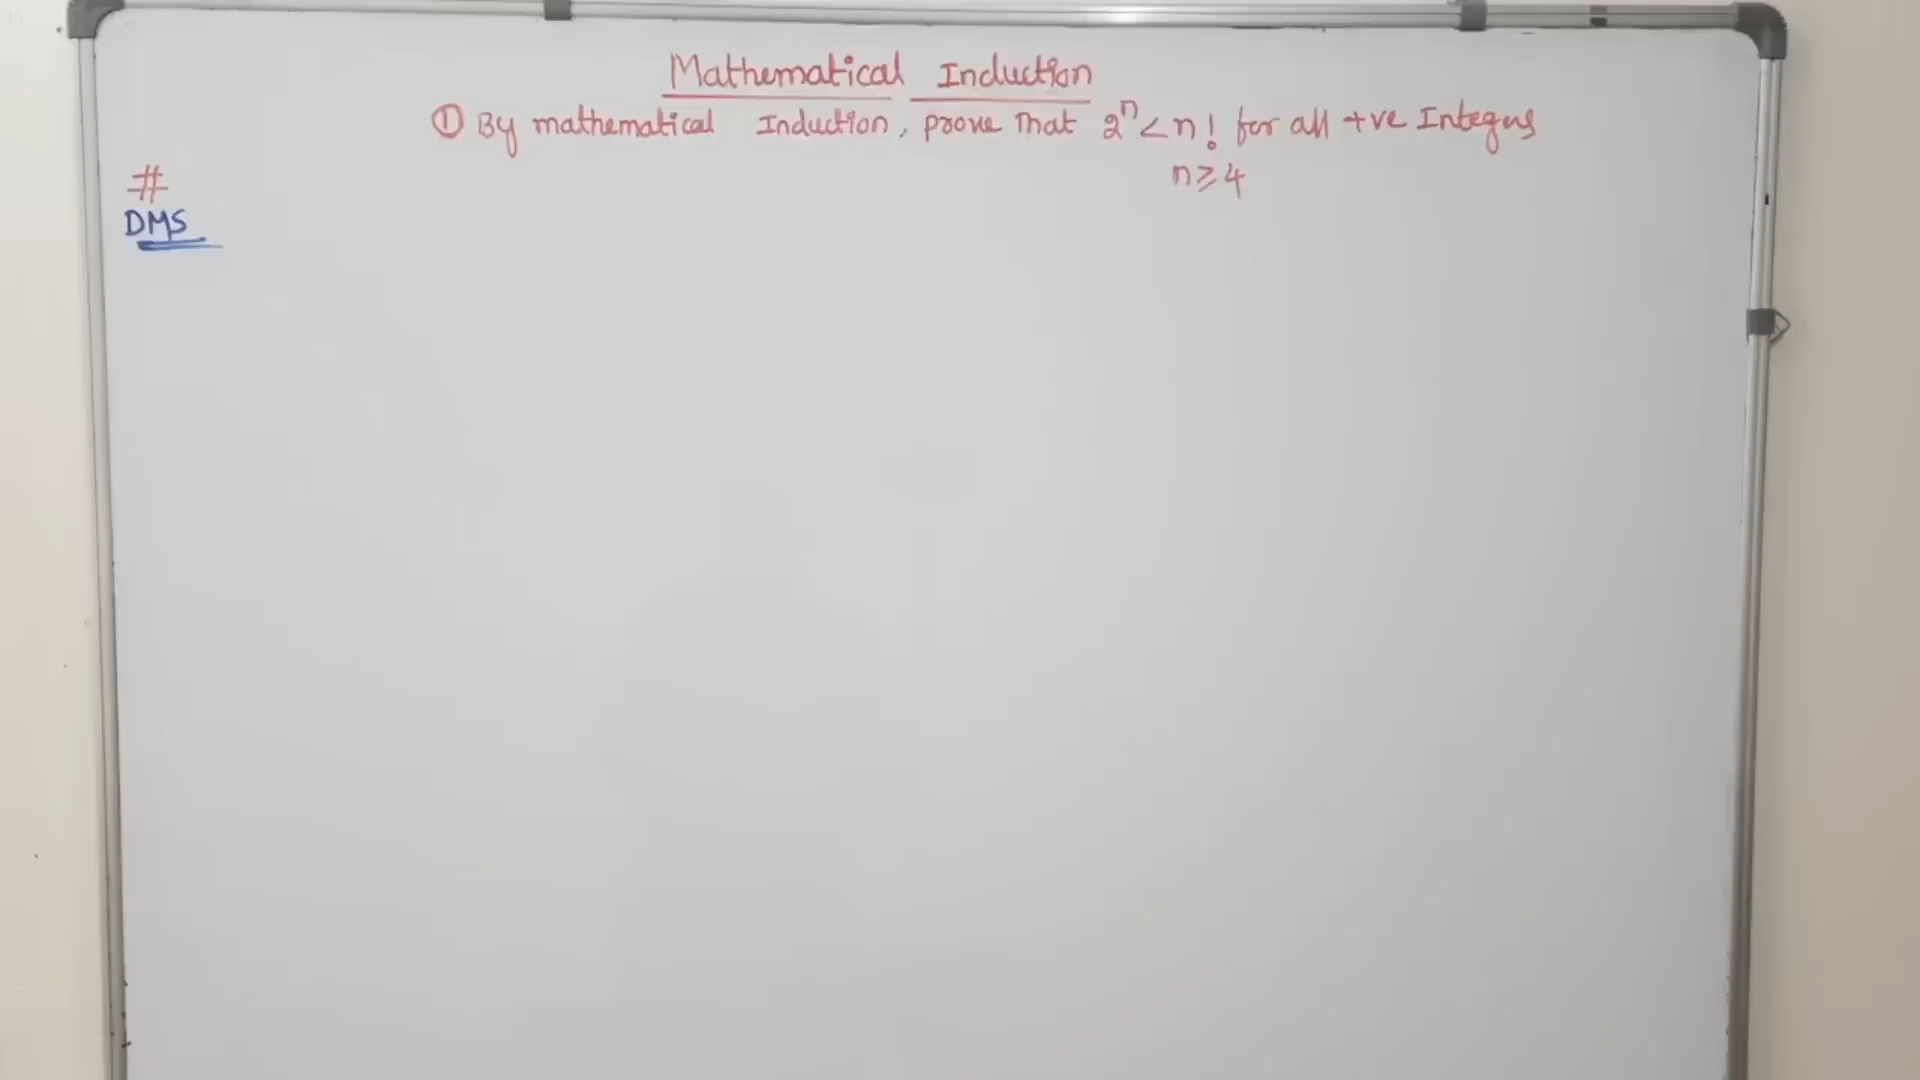 Mathematical Induction
① By mathematical Induction, prove that 2ⁿ < n! for all +ve Integers
n ≥ 4
#
DMS